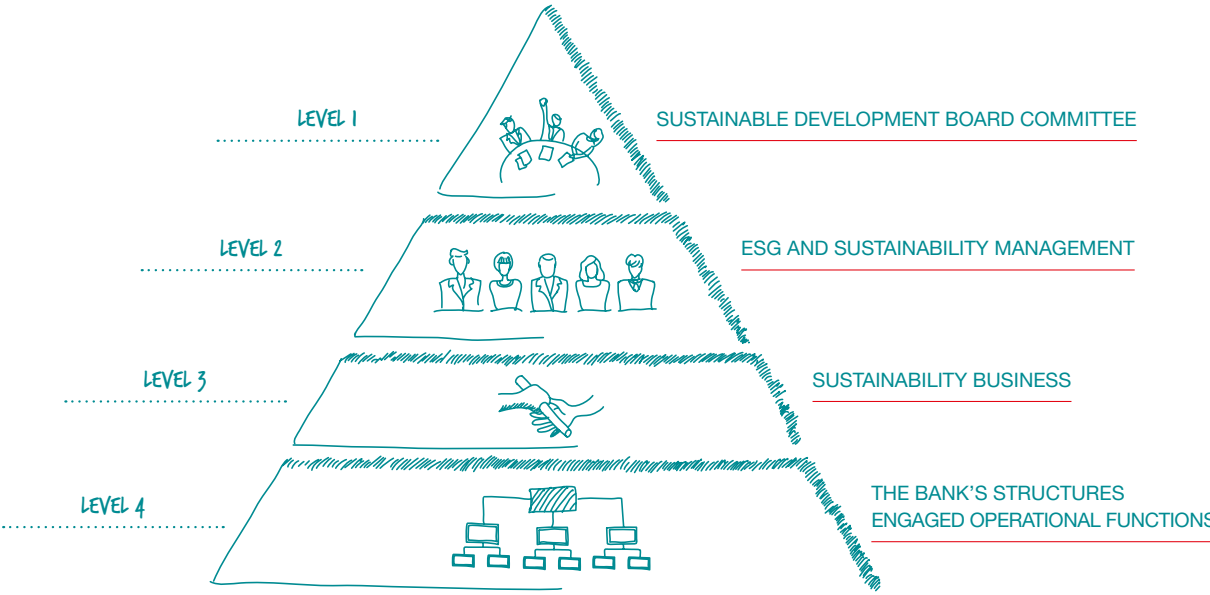 LEVEL 1
SUSTAINABLE DEVELOPMENT BOARD COMMITTEE
LEVEL 2
ESG AND SUSTAINABILITY MANAGEMENT
LEVEL 3
SUSTAINABILITY BUSINESS
LEVEL 4
THE BANK'S STRUCTURES
ENGAGED OPERATIONAL FUNCTIONS